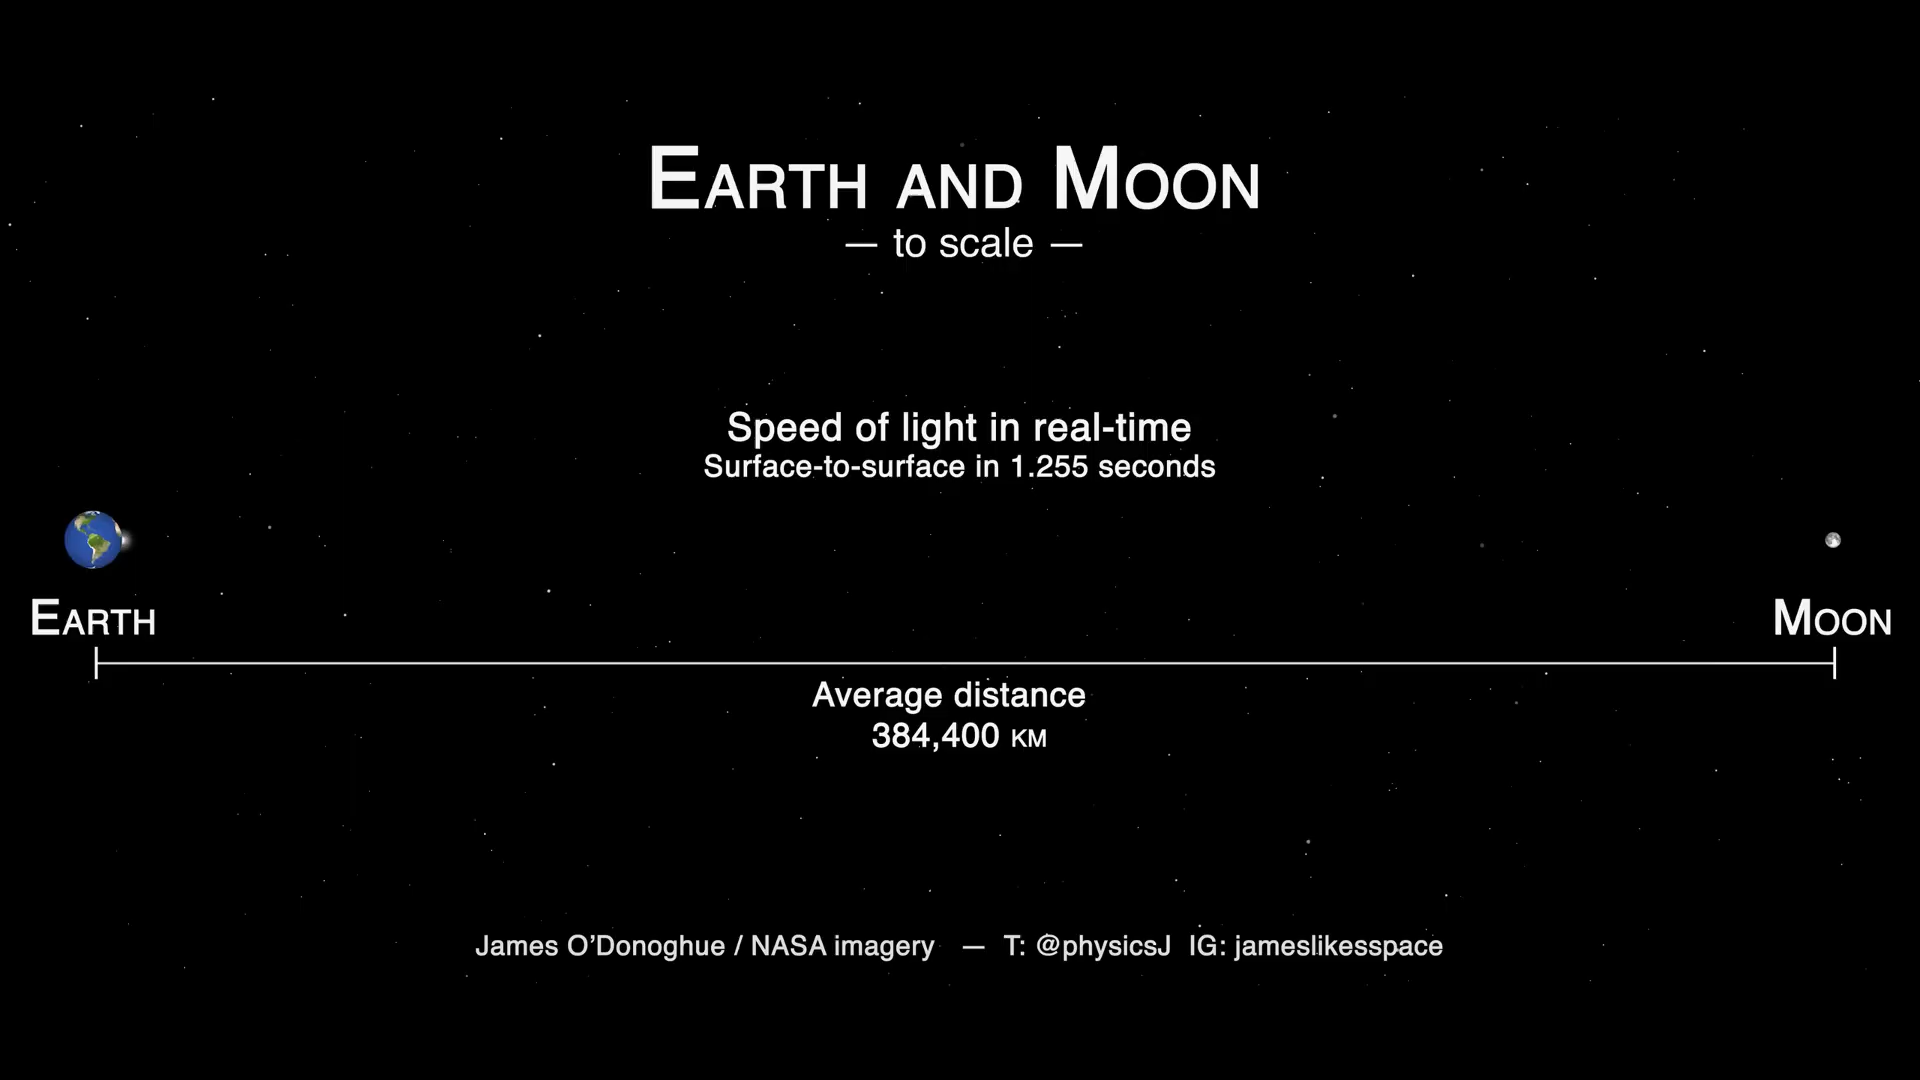 Earth and Moon
— to scale —
Speed of light in real-time
Surface-to-surface in 1.255 seconds
Earth
Moon
Average distance
384,400 KM
James O’Donoghue / NASA imagery — T: @physicsJ IG: jameslikesspace